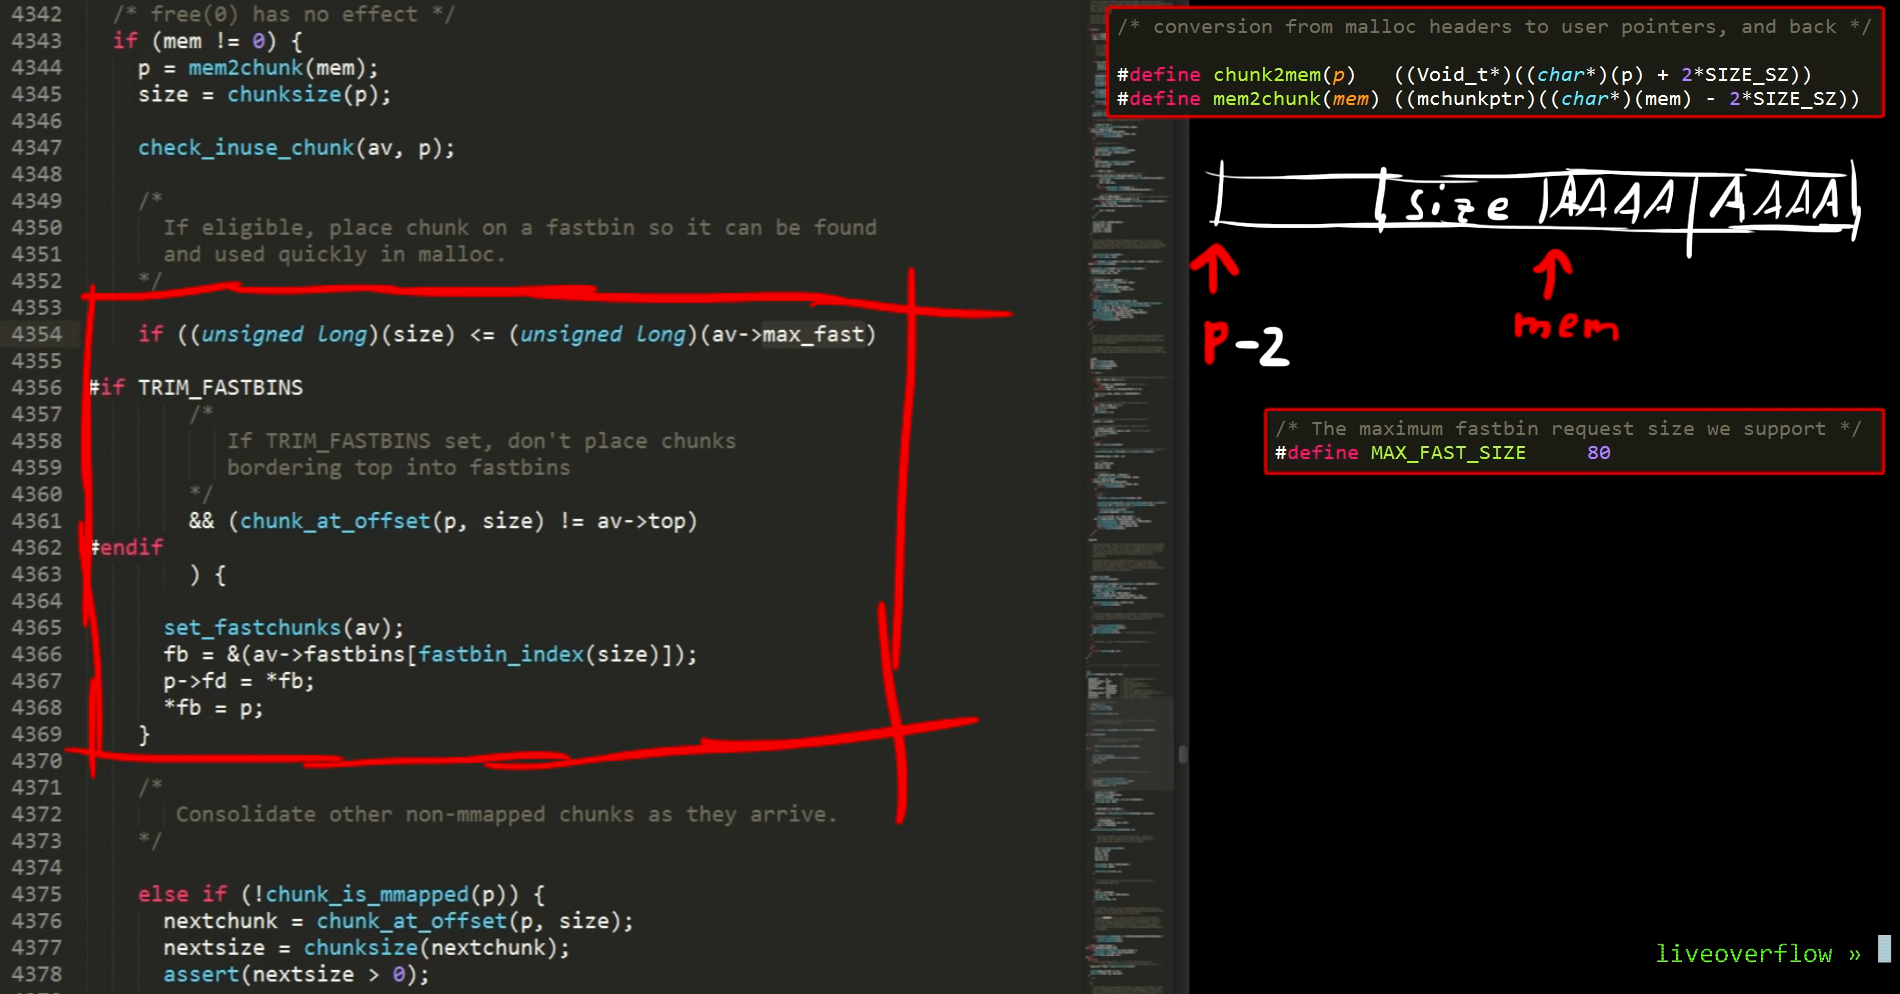 4342 /* free(0) has no effect */
4343 if (mem != 0) {
4344 p = mem2chunk(mem);
4345 size = chunksize(p);
4346
4347 check_inuse_chunk(av, p);
4348
4349 /*
4350 If eligible, place chunk on a fastbin so it can be found
4351 and used quickly in malloc.
4352 */
4353
4354 if ((unsigned long)(size) <= (unsigned long)(av->max_fast)
4355
4356 #if TRIM_FASTBINS
4357 /*
4358 If TRIM_FASTBINS set, don't place chunks
4359 bordering top into fastbins
4360 */
4361 && (chunk_at_offset(p, size) != av->top)
4362 #endif
4363 ) {
4364
4365 set_fastchunks(av);
4366 fb = &(av->fastbins[fastbin_index(size)]);
4367 p->fd = *fb;
4368 *fb = p;
4369 }
4370
4371 /*
4372 Consolidate other non-mmapped chunks as they arrive.
4373 */
4374
4375 else if (!chunk_is_mmapped(p)) {
4376 nextchunk = chunk_at_offset(p, size);
4377 nextsize = chunksize(nextchunk);
4378 assert(nextsize > 0);
/* conversion from malloc headers to user pointers, and back */
#define chunk2mem(p) ((Void_t*)((char*)(p) + 2*SIZE_SZ))
#define mem2chunk(mem) ((mchunkptr)((char*)(mem) - 2*SIZE_SZ))
size AAAA AAAA
mem
P-2
/* The maximum fastbin request size we support */
#define MAX_FAST_SIZE 80
liveoverflow »